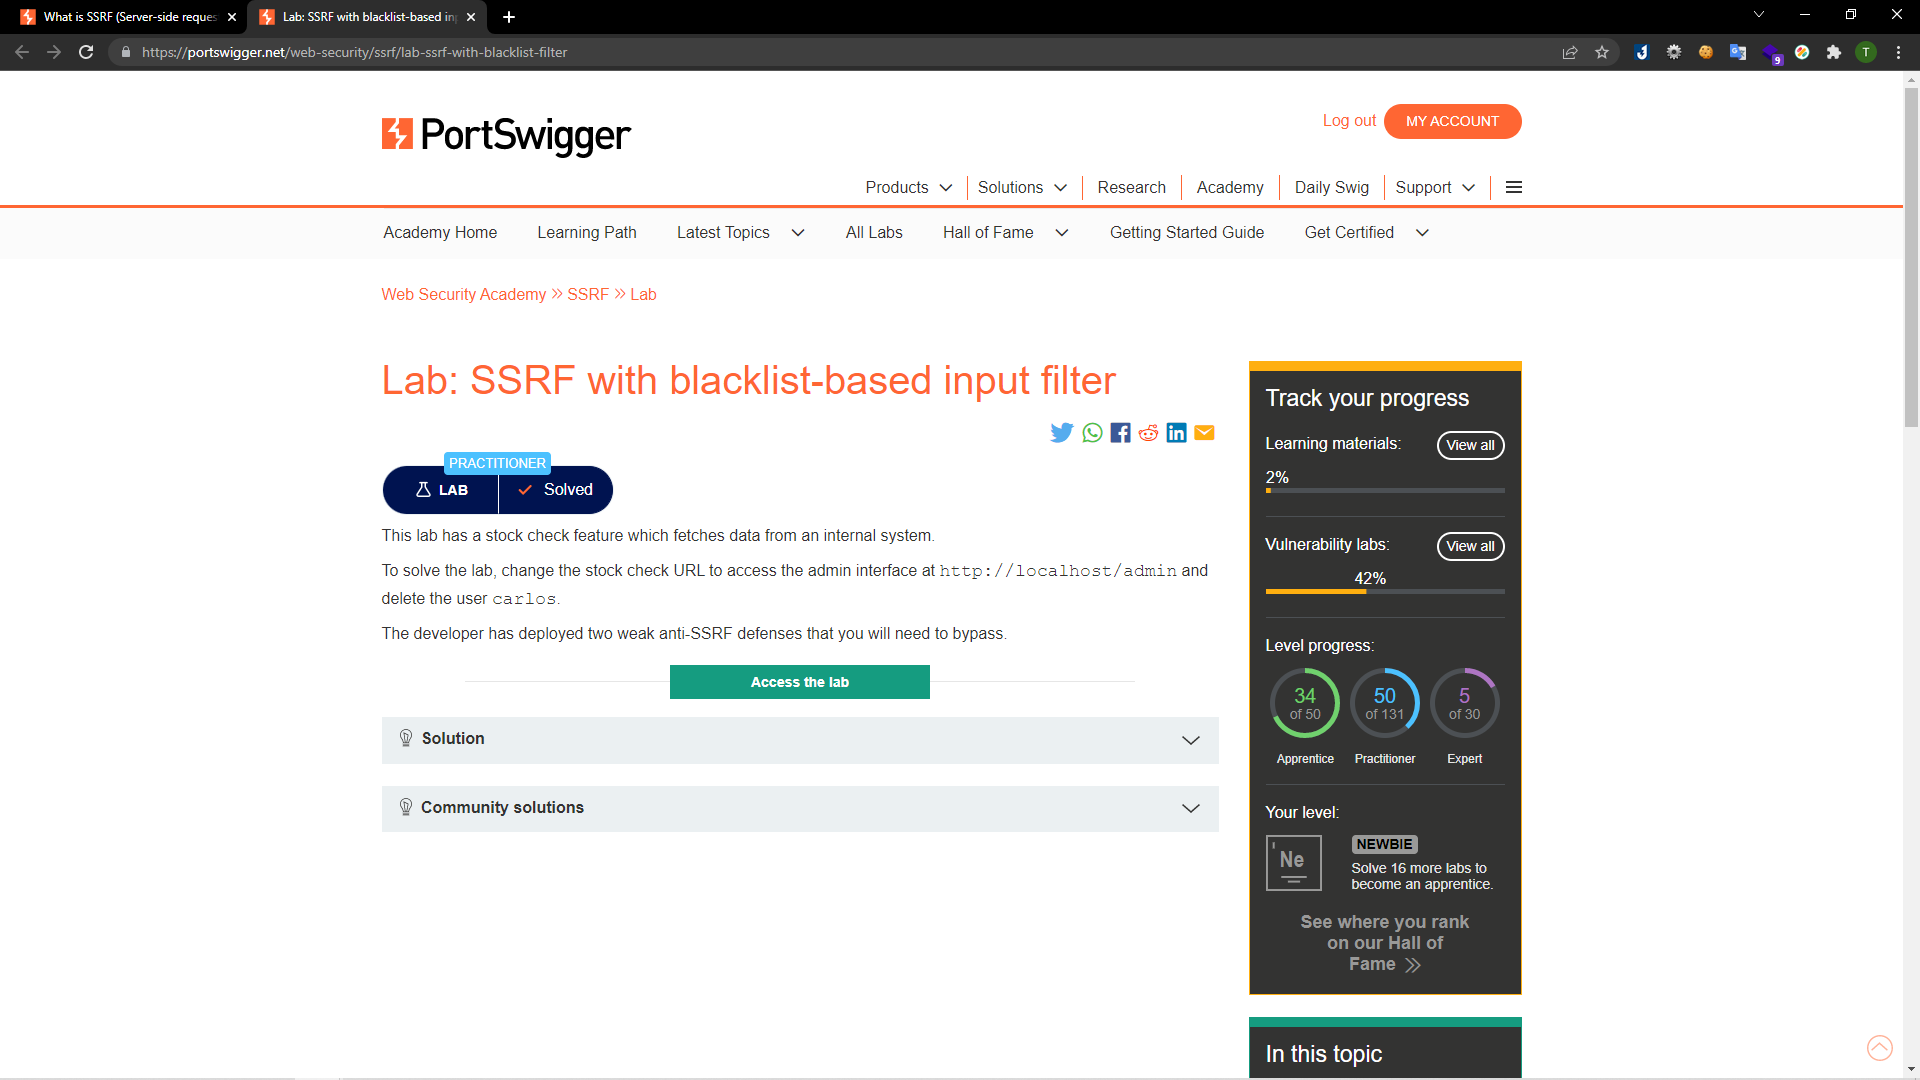 What is SSRF (Server-side reques
Lab: SSRF with blacklist-based in
https://portswigger.net/web-security/ssrf/lab-ssrf-with-blacklist-filter
9
T
PortSwigger
Log out
MY ACCOUNT
Products
Solutions
Research
Academy
Daily Swig
Support
Academy Home
Learning Path
Latest Topics
All Labs
Hall of Fame
Getting Started Guide
Get Certified
Web Security Academy » SSRF » Lab
Lab: SSRF with blacklist-based input filter
PRACTITIONER
LAB
Solved
This lab has a stock check feature which fetches data from an internal system.
To solve the lab, change the stock check URL to access the admin interface at http://localhost/admin and
delete the user carlos.
The developer has deployed two weak anti-SSRF defenses that you will need to bypass.
Access the lab
Solution
Community solutions
Track your progress
Learning materials:
View all
2%
Vulnerability labs:
View all
42%
Level progress:
34
of 50
50
of 131
5
of 30
Apprentice
Practitioner
Expert
Your level:
Ne
NEWBIE
Solve 16 more labs to
become an apprentice.
See where you rank
on our Hall of
Fame »
In this topic